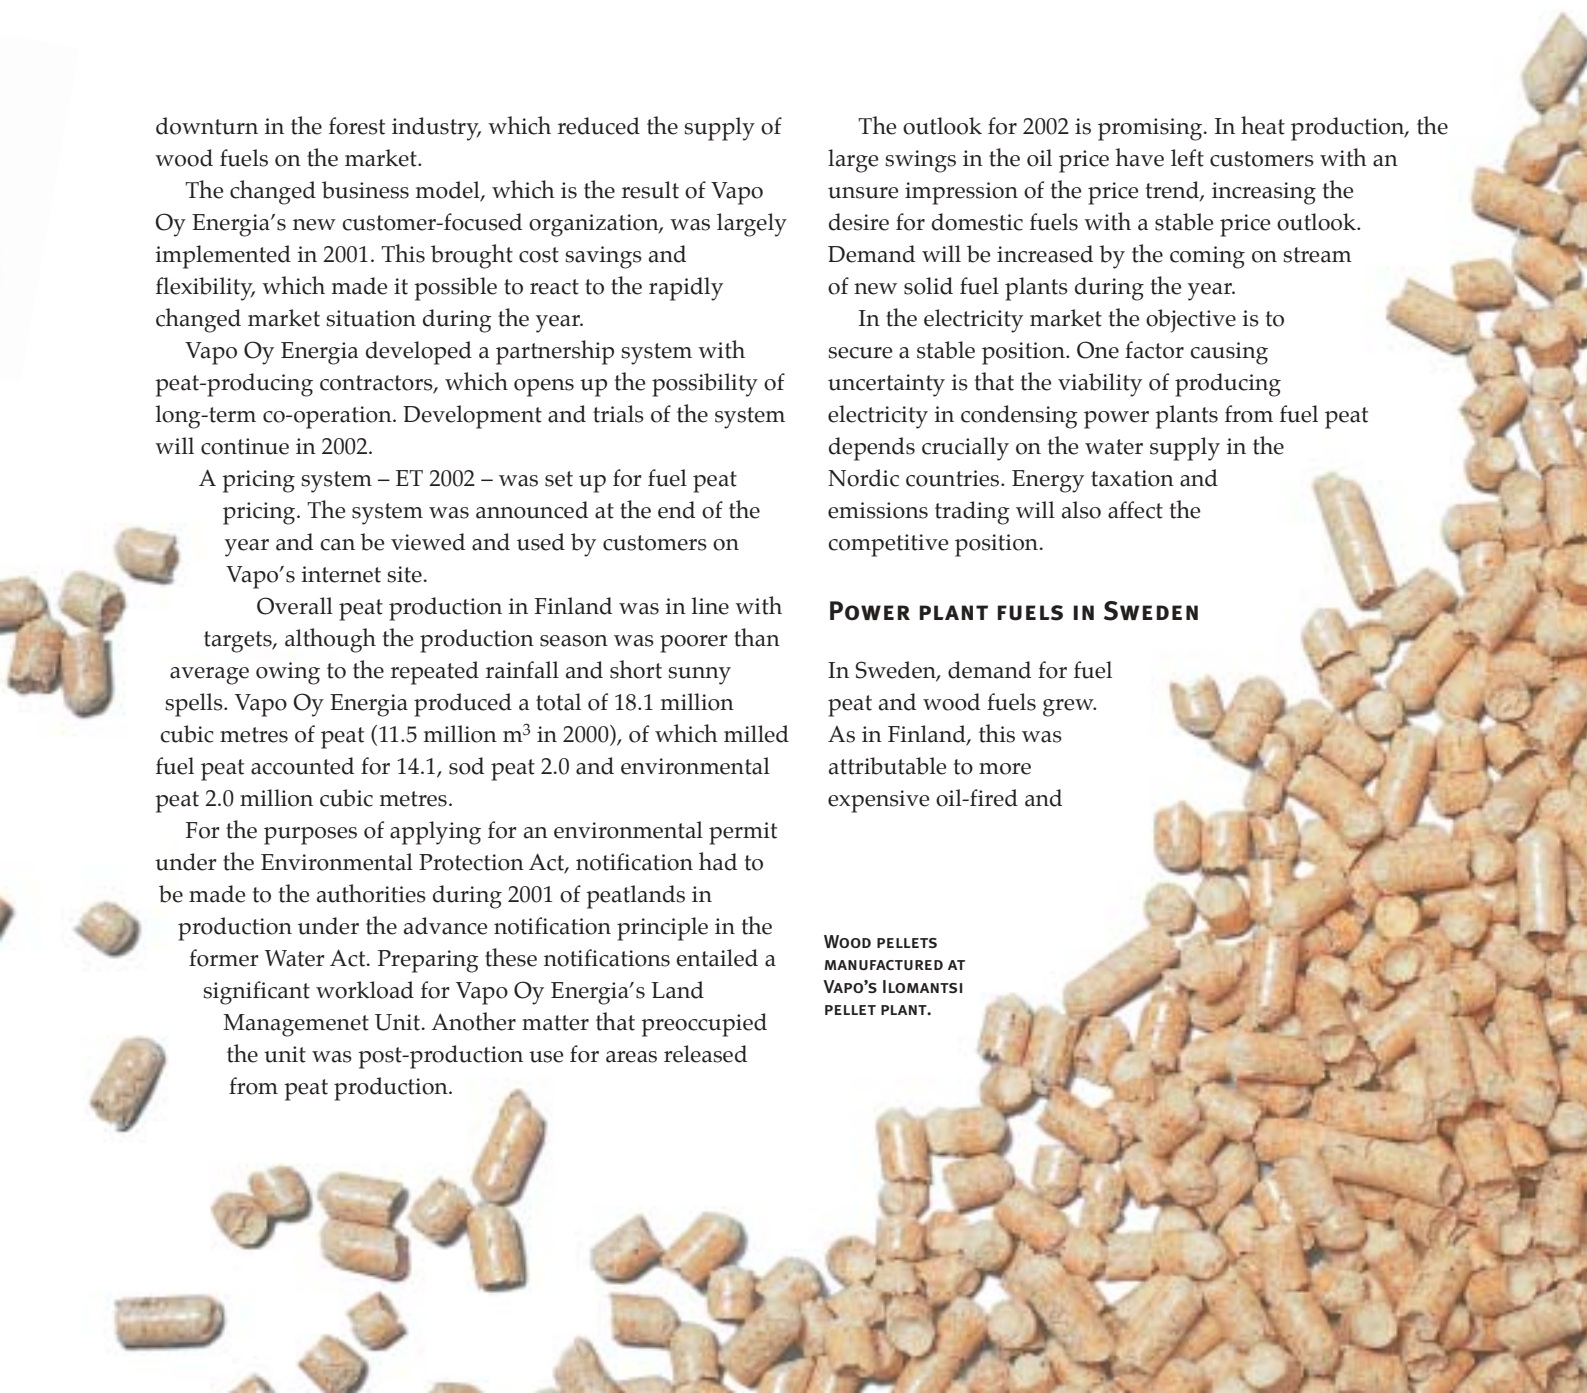 downturn in the forest industry, which reduced the supply of
wood fuels on the market.
The changed business model, which is the result of Vapo
Oy Energia's new customer-focused organization, was largely
implemented in 2001. This brought cost savings and
flexibility, which made it possible to react to the rapidly
changed market situation during the year.
Vapo Oy Energia developed a partnership system with
peat-producing contractors, which opens up the possibility of
long-term co-operation. Development and trials of the system
will continue in 2002.
A pricing system – ET 2002 – was set up for fuel peat
pricing. The system was announced at the end of the
year and can be viewed and used by customers on
Vapo's internet site.
Overall peat production in Finland was in line with
targets, although the production season was poorer than
average owing to the repeated rainfall and short sunny
spells. Vapo Oy Energia produced a total of 18.1 million
cubic metres of peat (11.5 million m³ in 2000), of which milled
fuel peat accounted for 14.1, sod peat 2.0 and environmental
peat 2.0 million cubic metres.
For the purposes of applying for an environmental permit
under the Environmental Protection Act, notification had to
be made to the authorities during 2001 of peatlands in
production under the advance notification principle in the
former Water Act. Preparing these notifications entailed a
significant workload for Vapo Oy Energia's Land
Managemenet Unit. Another matter that preoccupied
the unit was post-production use for areas released
from peat production.
The outlook for 2002 is promising. In heat production, the
large swings in the oil price have left customers with an
unsure impression of the price trend, increasing the
desire for domestic fuels with a stable price outlook.
Demand will be increased by the coming on stream
of new solid fuel plants during the year.
In the electricity market the objective is to
secure a stable position. One factor causing
uncertainty is that the viability of producing
electricity in condensing power plants from fuel peat
depends crucially on the water supply in the
Nordic countries. Energy taxation and
emissions trading will also affect the
competitive position.
POWER PLANT FUELS IN SWEDEN
In Sweden, demand for fuel
peat and wood fuels grew.
As in Finland, this was
attributable to more
expensive oil-fired and
WOOD PELLETS
MANUFACTURED AT
VAPO'S ILOMANTSI
PELLET PLANT.